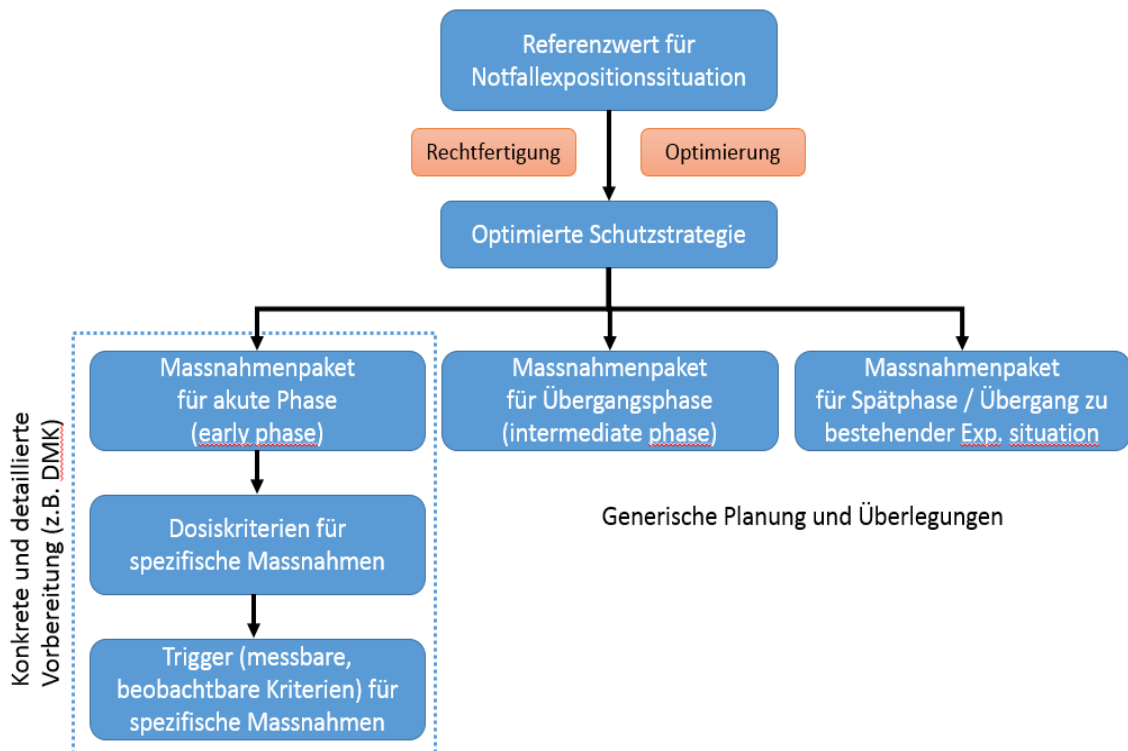 Referenzwert für
Notfallexpositionssituation
Rechtfertigung
Optimierung
Optimierte Schutzstrategie
Massnahmenpaket
für akute Phase
(early phase)
Massnahmenpaket
für Übergangsphase
(intermediate phase)
Massnahmenpaket
für Spätphase / Übergang zu
bestehender Exp. situation
Konkrete und detaillierte
Vorbereitung (z.B. DMK)
Dosiskriterien für
spezifische Massnahmen
Generische Planung und Überlegungen
Trigger (messbare,
beobachtbare Kriterien) für
spezifische Massnahmen